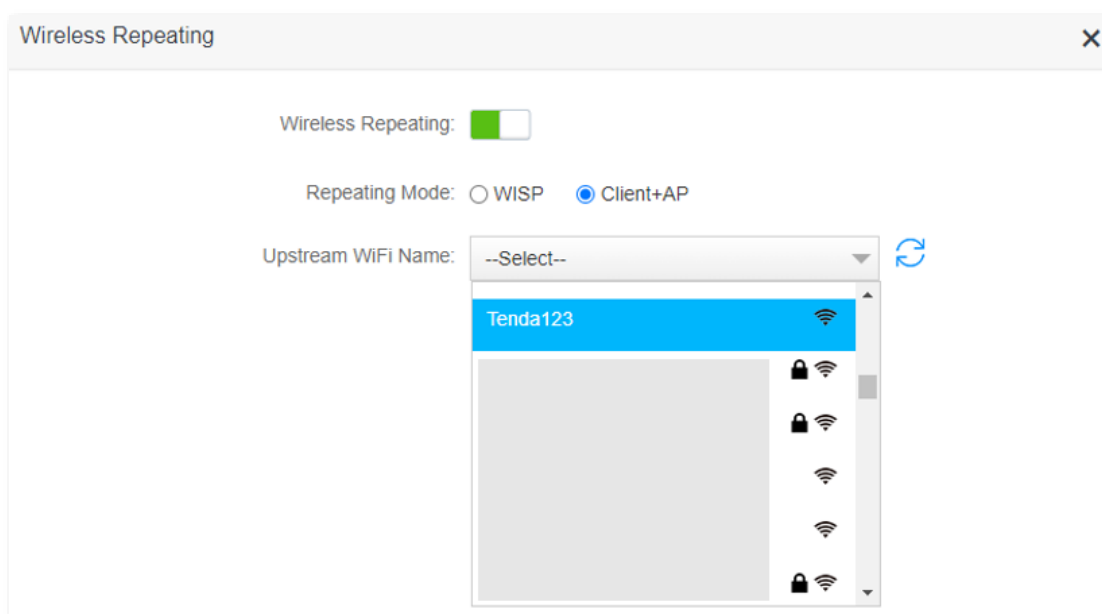 Wireless Repeating
Wireless Repeating:
Repeating Mode: WISP Client+AP
Upstream WiFi Name: --Select--
Tenda123